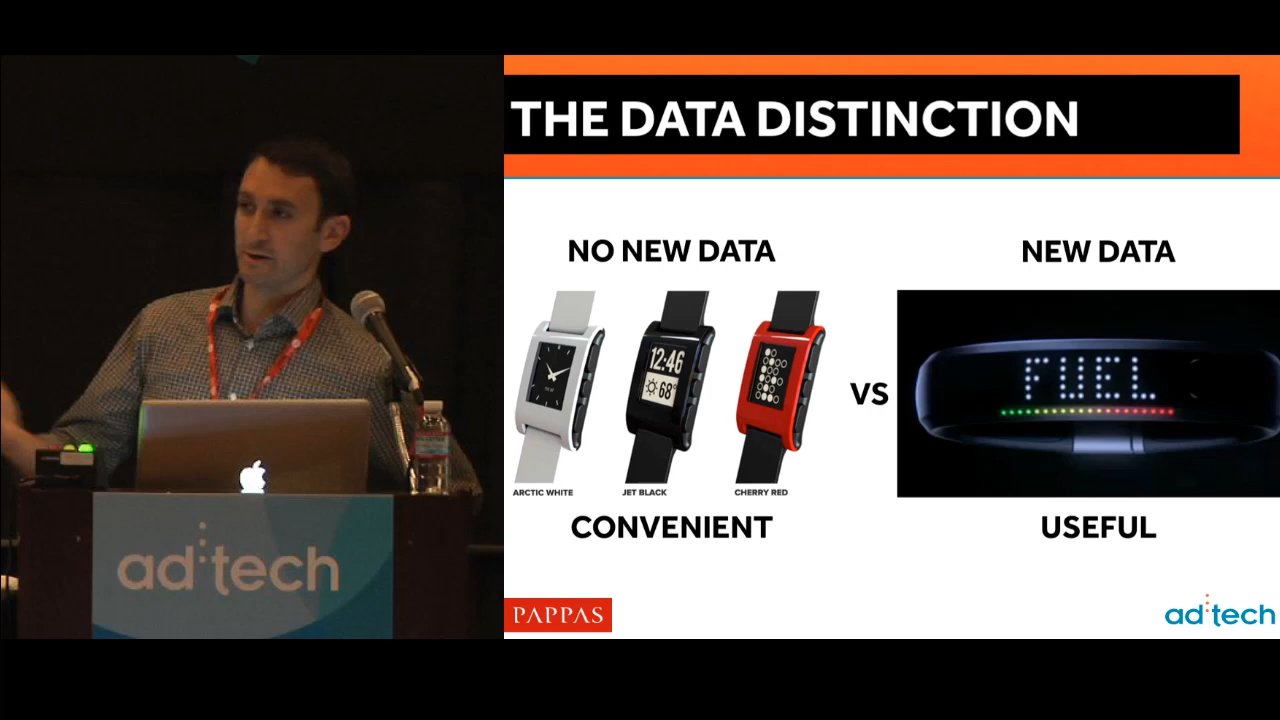 THE DATA DISTINCTION
NO NEW DATA
NEW DATA
12:46
68°
VS
FUEL
ARCTIC WHITE
JET BLACK
CHERRY RED
CONVENIENT
USEFUL
PAPPAS
ad:tech
ad:tech